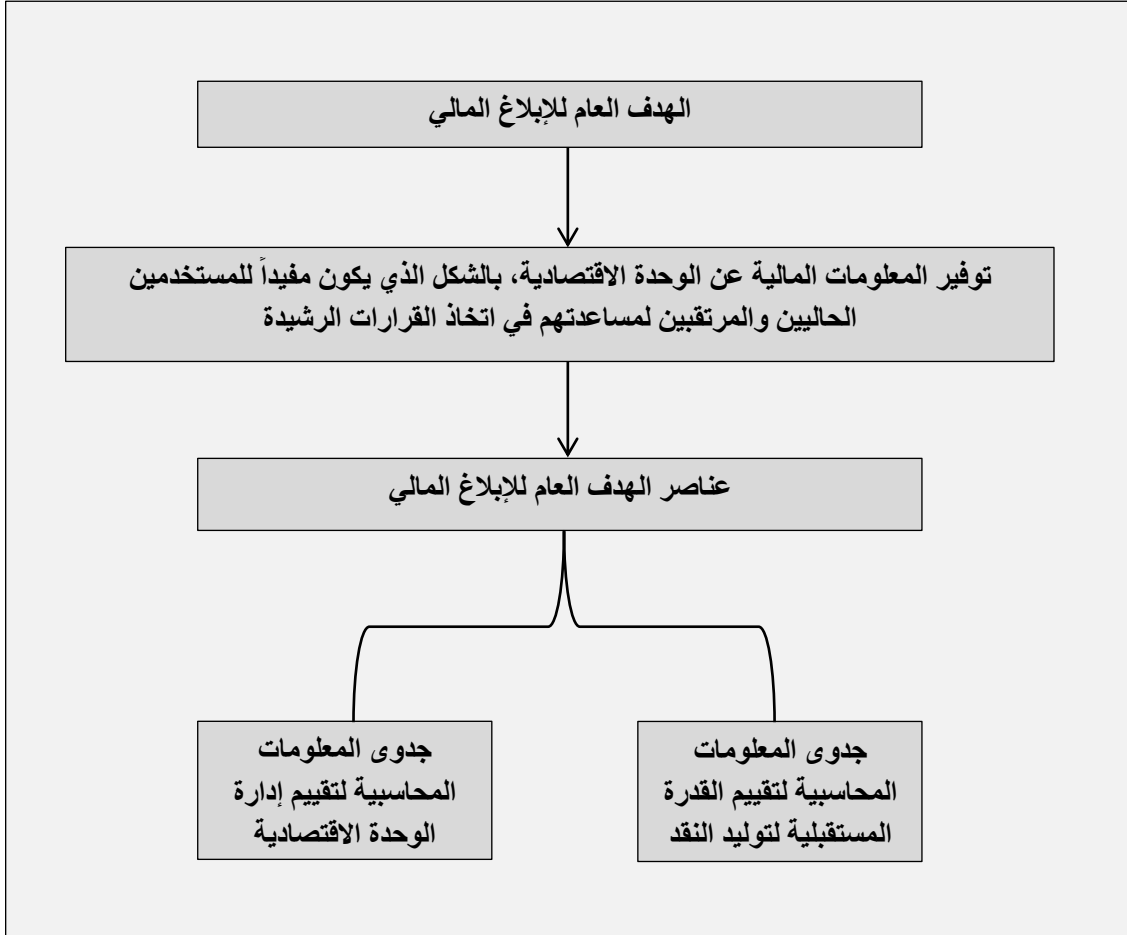 الهدف العام للإبلاغ المالي
توفير المعلومات المالية عن الوحدة الاقتصادية، بالشكل الذي يكون مفيداً للمستخدمين
الحاليين والمرتقبين لمساعدتهم في اتخاذ القرارات الرشيدة
عناصر الهدف العام للإبلاغ المالي
جدوى المعلومات
المحاسبية لتقييم القدرة
المستقبلية لتوليد النقد
جدوى المعلومات
المحاسبية لتقييم إدارة
الوحدة الاقتصادية